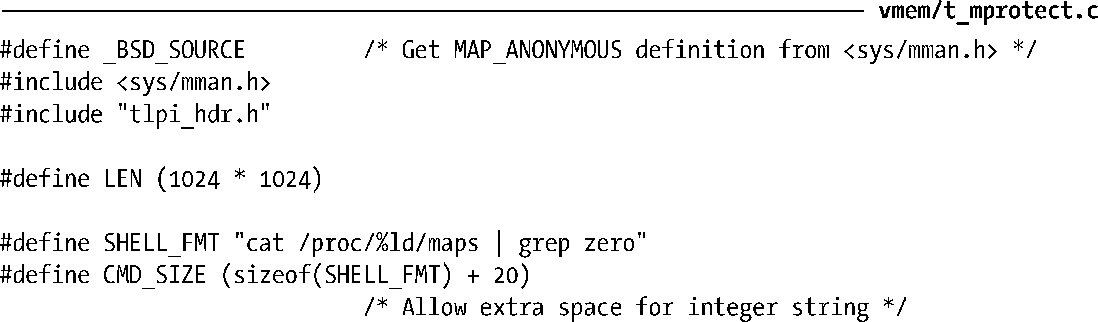 vmem/t_mprotect.c
#define _BSD_SOURCE /* Get MAP_ANONYMOUS definition from <sys/mman.h> */
#include <sys/mman.h>
#include "tlpi_hdr.h"
#define LEN (1024 * 1024)
#define SHELL_FMT "cat /proc/%ld/maps | grep zero"
#define CMD_SIZE (sizeof(SHELL_FMT) + 20)
/* Allow extra space for integer string */